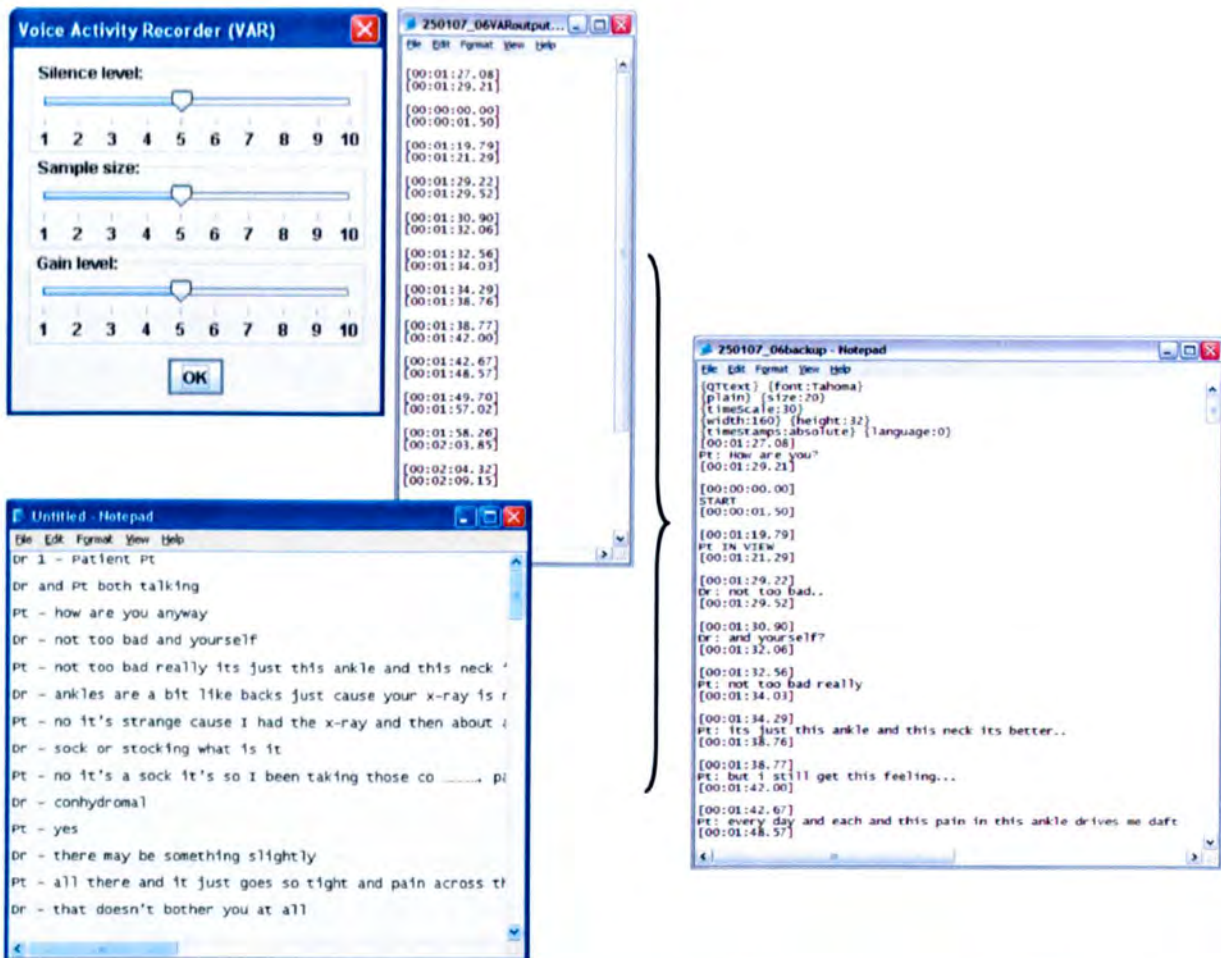 Voice Activity Recorder (VAR)
Silence level:
1 2 3 4 5 6 7 8 9 10
Sample size:
1 2 3 4 5 6 7 8 9 10
Gain level:
1 2 3 4 5 6 7 8 9 10
OK
250107_06VARoutput...
File Edit Format View Help
[00:01:27.08]
[00:01:29.21]
[00:00:00.00]
[00:00:01.50]
[00:01:19.79]
[00:01:21.29]
[00:01:29.22]
[00:01:29.52]
[00:01:30.90]
[00:01:32.06]
[00:01:32.56]
[00:01:34.03]
[00:01:34.29]
[00:01:38.76]
[00:01:38.77]
[00:01:42.00]
[00:01:42.67]
[00:01:48.57]
[00:01:49.70]
[00:01:57.02]
[00:01:58.26]
[00:02:03.85]
[00:02:04.32]
[00:02:09.15]
Untitled - Notepad
File Edit Format View Help
Dr 1 - Patient Pt
Dr and Pt both talking
Pt - how are you anyway
Dr - not too bad and yourself
Pt - not too bad really its just this ankle and this neck
Dr - ankles are a bit like backs just cause your x-ray is
Pt - no it's strange cause I had the x-ray and then about
Dr - sock or stocking what is it
Pt - no it's a sock it's so I been taking those co ......., pa
Dr - conhydromal
Pt - yes
Dr - there may be something slightly
Pt - all there and it just goes so tight and pain across th
Dr - that doesn't bother you at all
250107_06backup - Notepad
File Edit Format View Help
{QTtext} {font:Tahoma}
{plain} {size:20}
{timeScale:30}
{width:160} {height:32}
{timeStamps:absolute} {language:0}
[00:01:27.08]
Pt: How are you?
[00:01:29.21]
[00:00:00.00]
START
[00:00:01.50]
[00:01:19.79]
Pt IN VIEW
[00:01:21.29]
[00:01:29.22]
Dr: not too bad..
[00:01:29.52]
[00:01:30.90]
Dr: and yourself?
[00:01:32.06]
[00:01:32.56]
Pt: not too bad really
[00:01:34.03]
[00:01:34.29]
Pt: its just this ankle and this neck its better..
[00:01:38.76]
[00:01:38.77]
Pt: but i still get this feeling...
[00:01:42.00]
[00:01:42.67]
Pt: every day and each and this pain in this ankle drives me daft
[00:01:48.57]